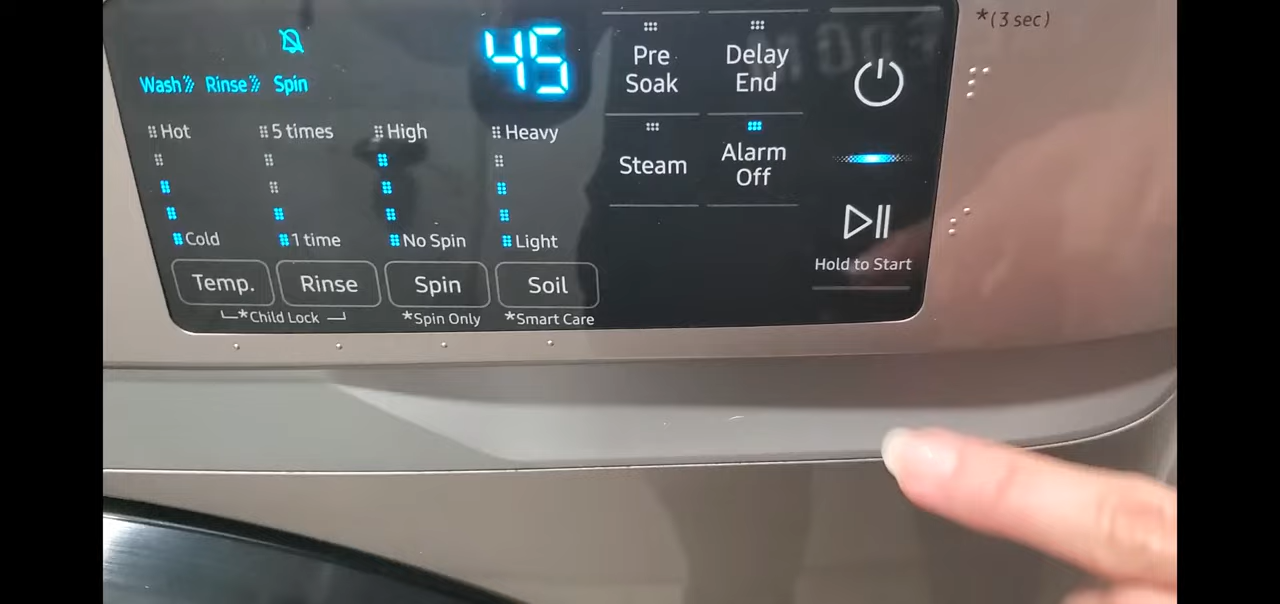 *(3 sec)
45
Pre Soak
Delay End
Wash Rinse Spin
Hot
5 times
High
Heavy
Steam
Alarm Off
Cold
1 time
No Spin
Light
Hold to Start
Temp.
Rinse
Spin
Soil
*Child Lock
*Spin Only
*Smart Care